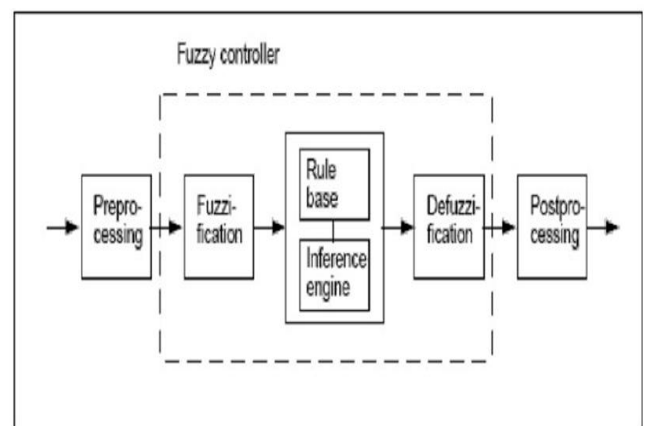 Fuzzy controller
Prepro-
cessing
Fuzzi-
fication
Rule
base
Inference
engine
Defuzzi-
fication
Postpro-
cessing